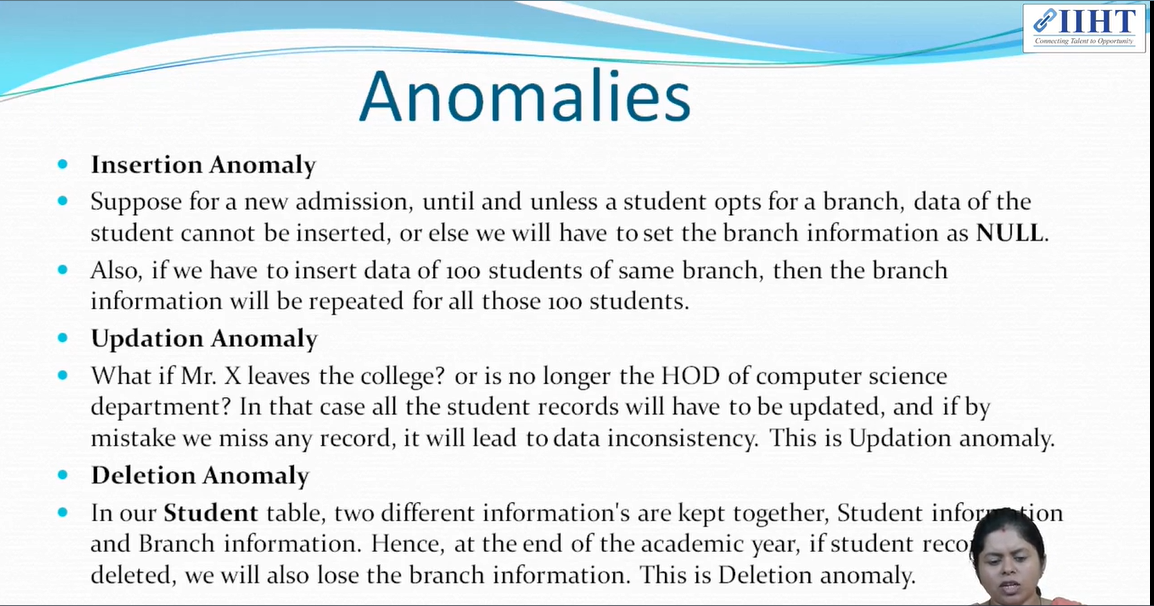 IIHT
Connecting Talent to Opportunity
Anomalies
• Insertion Anomaly
• Suppose for a new admission, until and unless a student opts for a branch, data of the
student cannot be inserted, or else we will have to set the branch information as NULL.
• Also, if we have to insert data of 100 students of same branch, then the branch
information will be repeated for all those 100 students.
• Updation Anomaly
• What if Mr. X leaves the college? or is no longer the HOD of computer science
department? In that case all the student records will have to be updated, and if by
mistake we miss any record, it will lead to data inconsistency. This is Updation anomaly.
• Deletion Anomaly
• In our Student table, two different information's are kept together, Student information
and Branch information. Hence, at the end of the academic year, if student
deleted, we will also lose the branch information. This is Deletion anomaly.